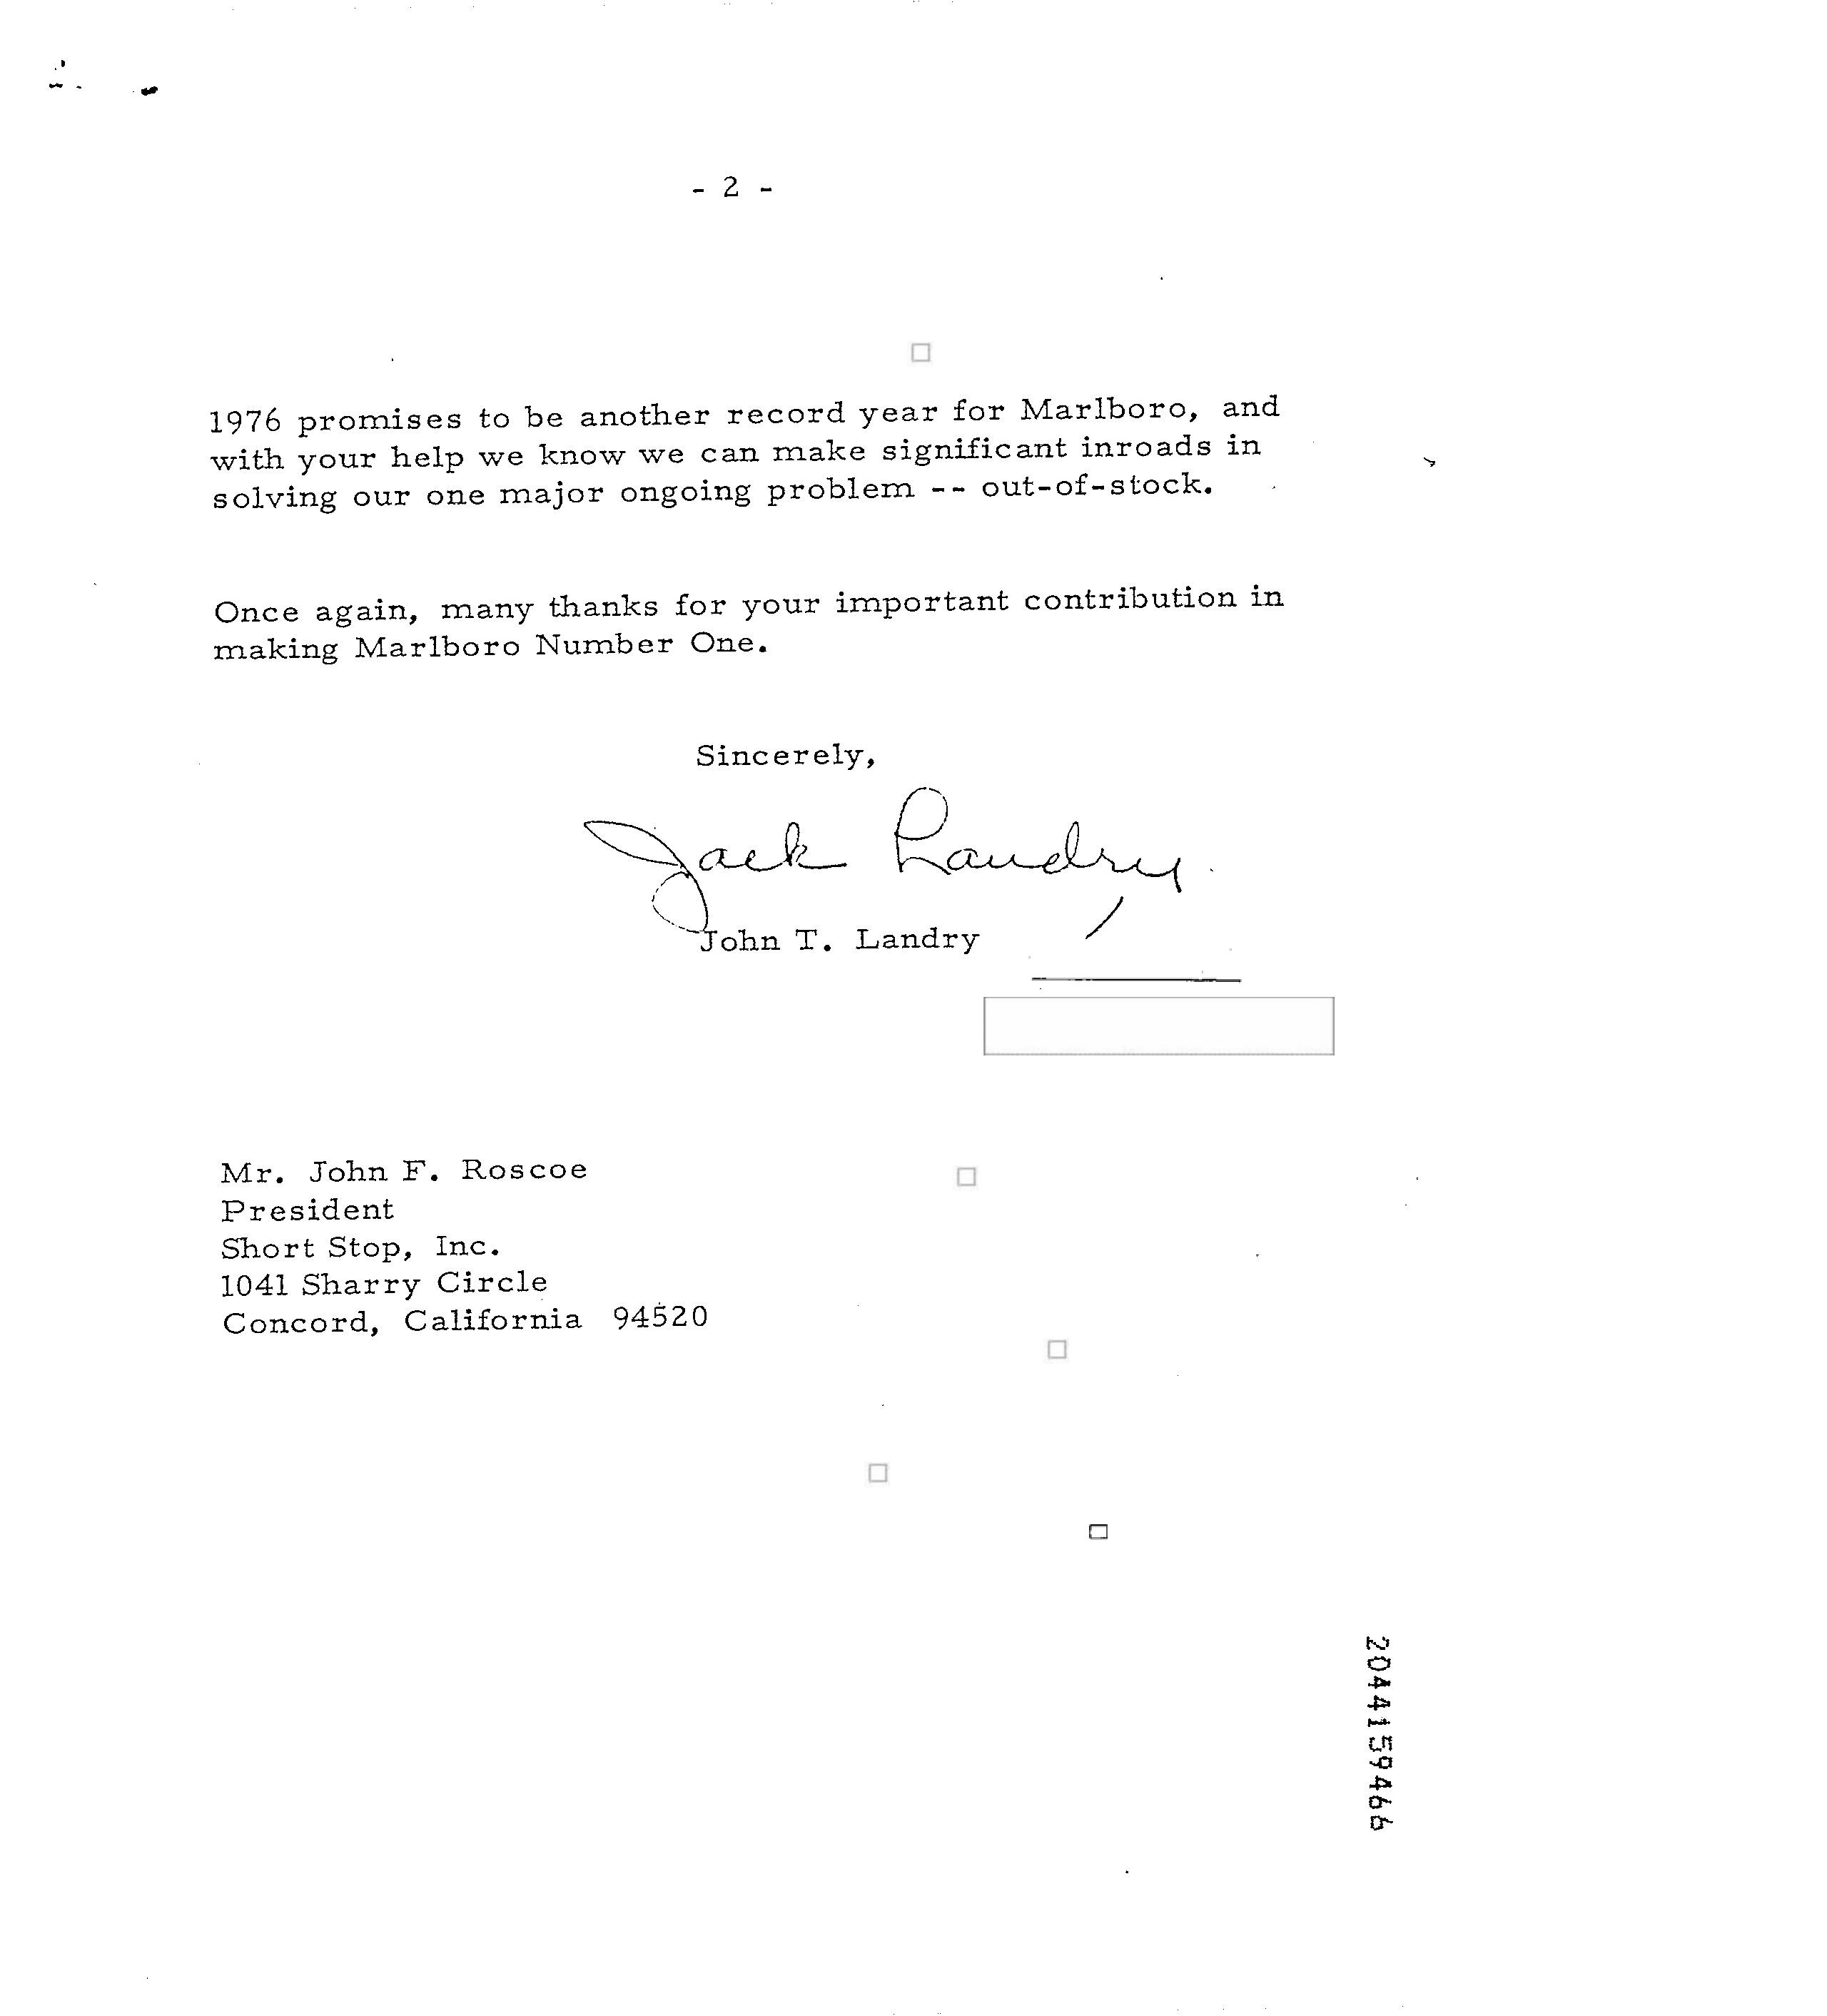 - 2 -
1976 promises to be another record year for Marlboro, and
with your help we know we can make significant inroads in
solving our one major ongoing problem -- out-of-stock.
Once again, many thanks for your important contribution in
making Marlboro Number One.
Sincerely,
Jack Landry
John T. Landry
Mr. John F. Roscoe
President
Short Stop, Inc.
1041 Sharry Circle
Concord, California 94520
2044159466